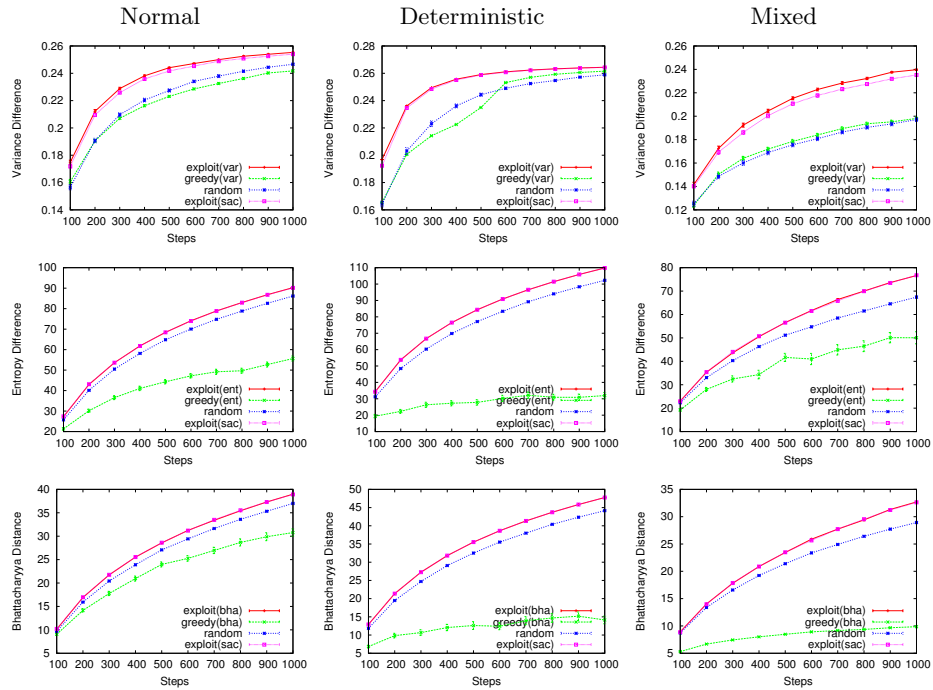 Normal
Deterministic
Mixed
Variance Difference
0.26
0.24
0.22
0.2
0.18
0.16
0.14
exploit(var)
greedy(var)
random
exploit(sac)
100 200 300 400 500 600 700 800 900 1000
Steps
Variance Difference
0.28
0.26
0.24
0.22
0.2
0.18
0.16
exploit(var)
greedy(var)
random
exploit(sac)
100 200 300 400 500 600 700 800 900 1000
Steps
Variance Difference
0.26
0.24
0.22
0.2
0.18
0.16
0.14
0.12
exploit(var)
greedy(var)
random
exploit(sac)
100 200 300 400 500 600 700 800 900 1000
Steps
Entropy Difference
100
90
80
70
60
50
40
30
20
exploit(ent)
greedy(ent)
random
exploit(sac)
100 200 300 400 500 600 700 800 900 1000
Steps
Entropy Difference
110
100
90
80
70
60
50
40
30
20
10
exploit(ent)
greedy(ent)
random
exploit(sac)
100 200 300 400 500 600 700 800 900 1000
Steps
Entropy Difference
80
70
60
50
40
30
20
10
exploit(ent)
greedy(ent)
random
exploit(sac)
100 200 300 400 500 600 700 800 900 1000
Steps
Bhattacharyya Distance
40
35
30
25
20
15
10
5
exploit(bha)
greedy(bha)
random
exploit(sac)
100 200 300 400 500 600 700 800 900 1000
Steps
Bhattacharyya Distance
50
45
40
35
30
25
20
15
10
5
exploit(bha)
greedy(bha)
random
exploit(sac)
100 200 300 400 500 600 700 800 900 1000
Steps
Bhattacharyya Distance
35
30
25
20
15
10
5
exploit(bha)
greedy(bha)
random
exploit(sac)
100 200 300 400 500 600 700 800 900 1000
Steps